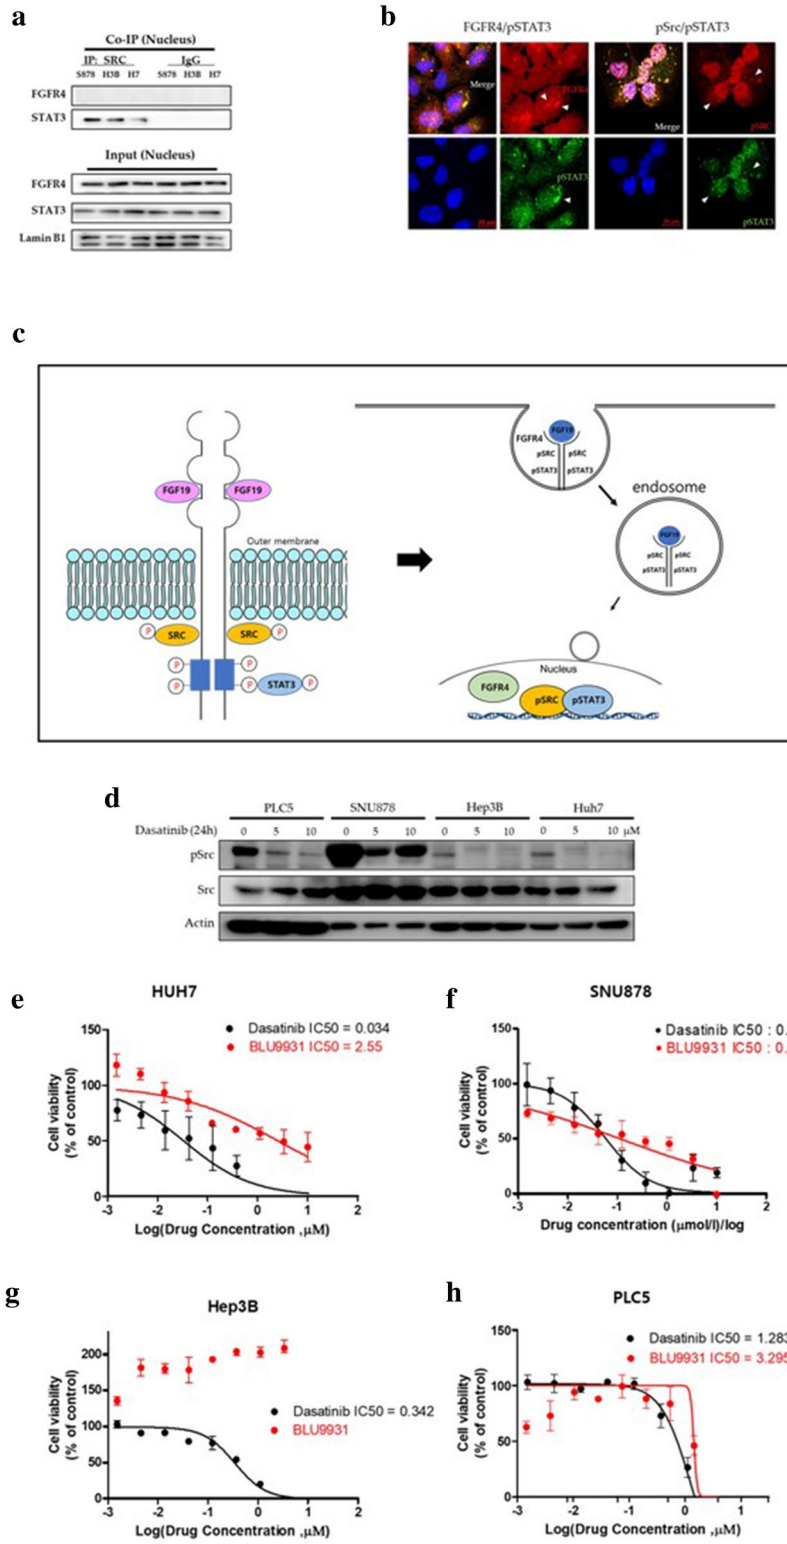 a
Co-IP (Nucleus)
IP: SRC IgG
S878 H3B H7 S878 H3B H7
FGFR4
STAT3
Input (Nucleus)
FGFR4
STAT3
Lamin B1
b
FGFR4/pSTAT3 pSrc/pSTAT3
Merge FGFR4 Merge pSRC
pSTAT3 pSTAT3
c
FGF19 FGF19
Outer membrane
P SRC SRC P
P P
P P STAT3 P
FGFR4 FGF19
pSRC pSRC
pSTAT3 pSTAT3
endosome
FGF19
pSRC pSRC
pSTAT3 pSTAT3
Nucleus
FGFR4 pSRC pSTAT3
d
PLC5 SNU878 Hep3B Huh7
Dasatinib (24h) 0 5 10 0 5 10 0 5 10 0 5 10 μM
pSrc
Src
Actin
e
HUH7
Dasatinib IC50 = 0.034
BLU9931 IC50 = 2.55
Cell viability
(% of control)
150
100
50
0
-3 -2 -1 0 1 2
Log(Drug Concentration ,μM)
f
SNU878
Dasatinib IC50 : 0.
BLU9931 IC50 : 0.
Cell viability
(% of control)
150
100
50
0
-3 -2 -1 0 1 2
Drug concentration (μmol/l)/log
g
Hep3B
Dasatinib IC50 = 0.342
BLU9931
Cell viability
(% of control)
200
150
100
50
0
-3 -2 -1 0 1 2
Log(Drug Concentration ,μM)
h
PLC5
Dasatinib IC50 = 1.283
BLU9931 IC50 = 3.295
Cell viability
(% of control)
150
100
50
0
-3 -2 -1 0 1
Log(Drug Concentration ,μM)